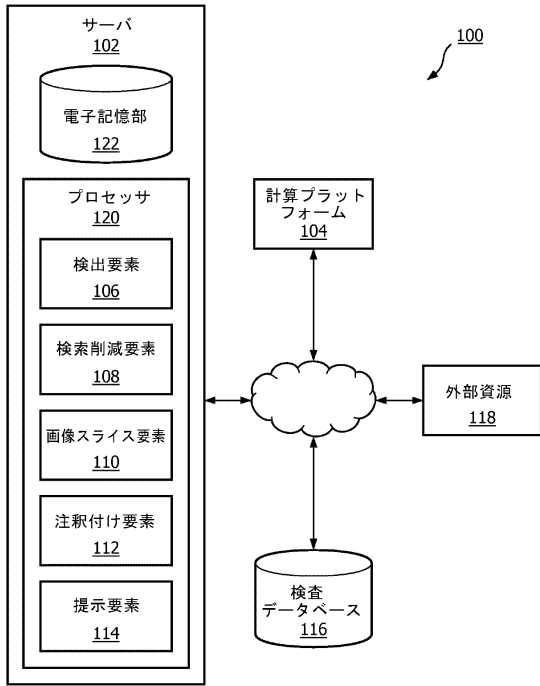 サーバ
102
100
電子記憶部
122
プロセッサ
120
検出要素
106
検索削減要素
108
画像スライス要素
110
注釈付け要素
112
提示要素
114
計算プラット
フォーム
104
外部資源
118
検査
データベース
116